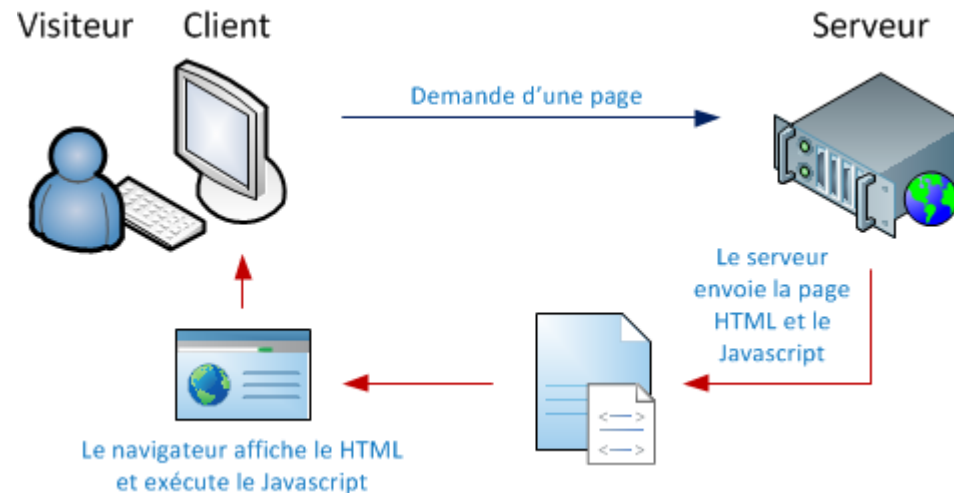 Visiteur Client Serveur
Demande d'une page
Le serveur
envoie la page
HTML et le
Javascript
Le navigateur affiche le HTML
et exécute le Javascript